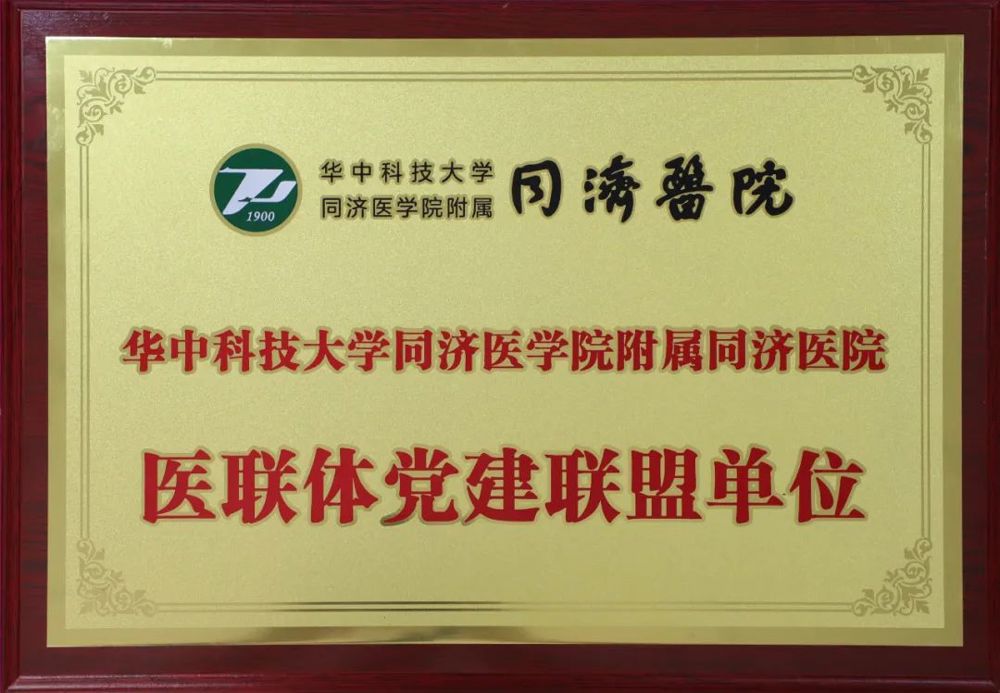 1900
华中科技大学
同济医学院附属
同濟醫院
华中科技大学同济医学院附属同济医院
医联体党建联盟单位